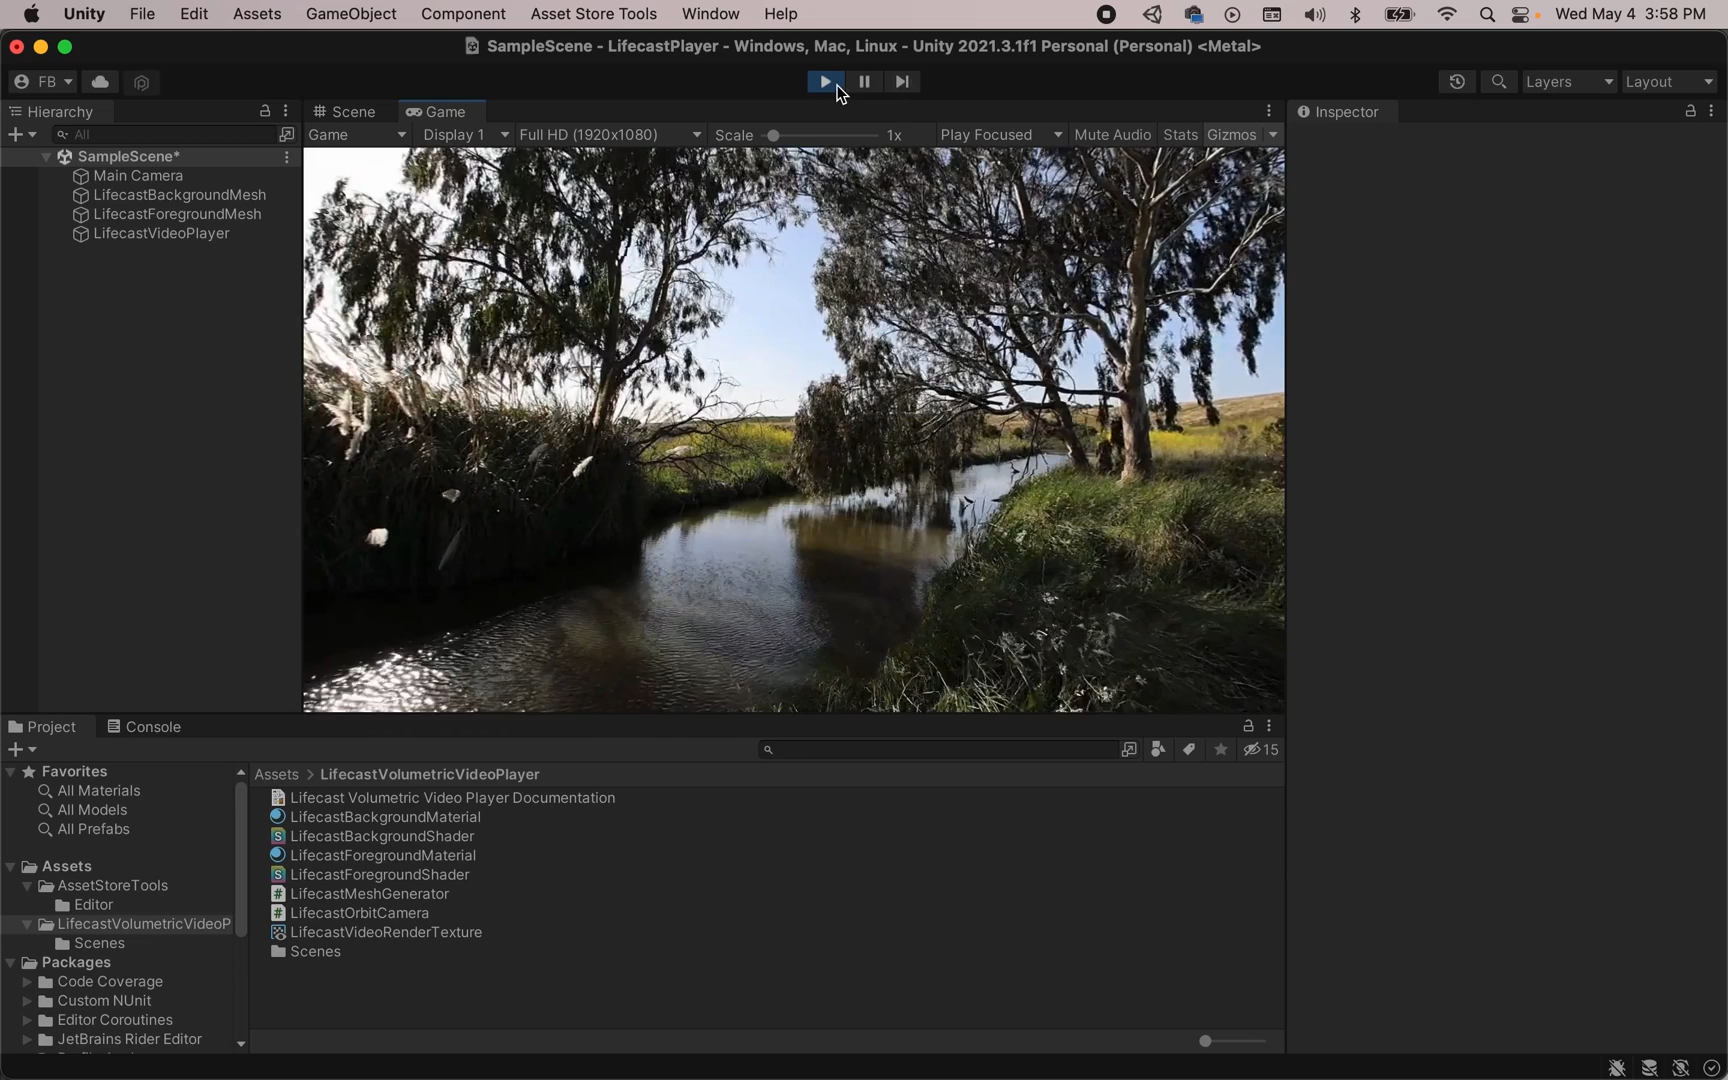 Unity File Edit Assets GameObject Component Asset Store Tools Window Help Wed May 4 3:58 PM
SampleScene - LifecastPlayer - Windows, Mac, Linux - Unity 2021.3.1f1 Personal (Personal) <Metal>
FB Layers Layout
Hierarchy Scene Game Inspector
All Game Display 1 Full HD (1920x1080) Scale 1x Play Focused Mute Audio Stats Gizmos
SampleScene*
Main Camera
LifecastBackgroundMesh
LifecastForegroundMesh
LifecastVideoPlayer
Project Console
15
Favorites
All Materials
All Models
All Prefabs
Assets
AssetStoreTools
Editor
LifecastVolumetricVideoP
Scenes
Packages
Code Coverage
Custom NUnit
Editor Coroutines
JetBrains Rider Editor
Assets > LifecastVolumetricVideoPlayer
Lifecast Volumetric Video Player Documentation
LifecastBackgroundMaterial
LifecastBackgroundShader
LifecastForegroundMaterial
LifecastForegroundShader
LifecastMeshGenerator
LifecastOrbitCamera
LifecastVideoRenderTexture
Scenes